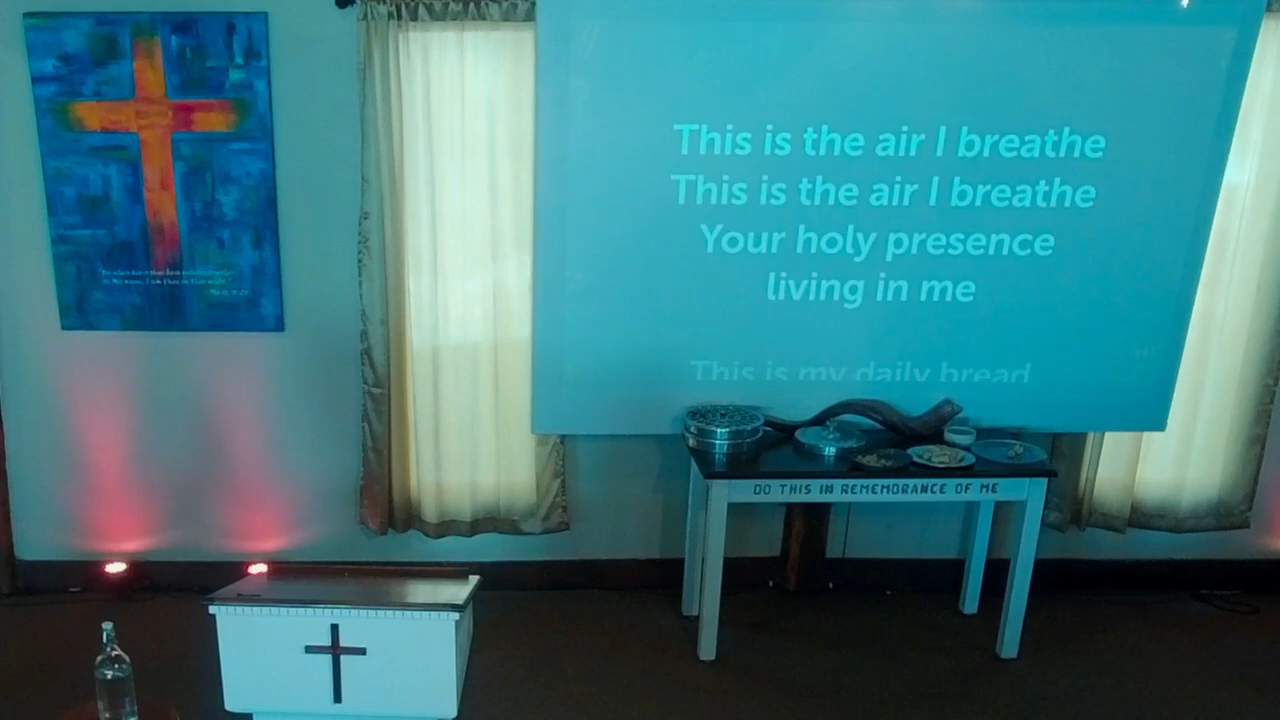 This is the air I breathe
This is the air I breathe
Your holy presence
living in me
This is my daily bread
DO THIS IN REMEMBRANCE OF ME